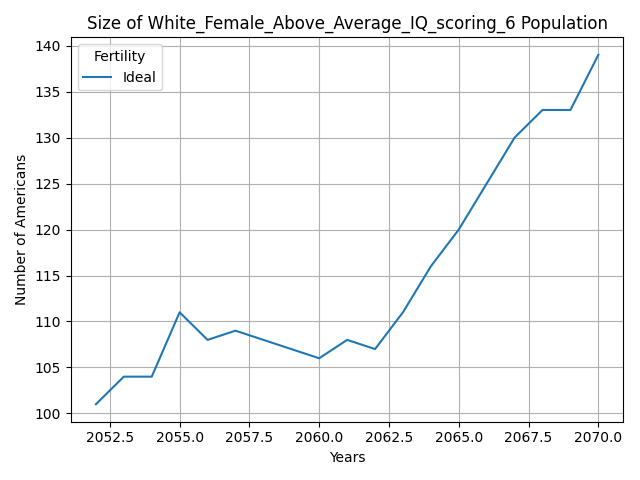 Size of White_Female_Above_Average_IQ_scoring_6 Population
Fertility
Ideal
Number of Americans
140
135
130
125
120
115
110
105
100
2052.5 2055.0 2057.5 2060.0 2062.5 2065.0 2067.5 2070.0
Years